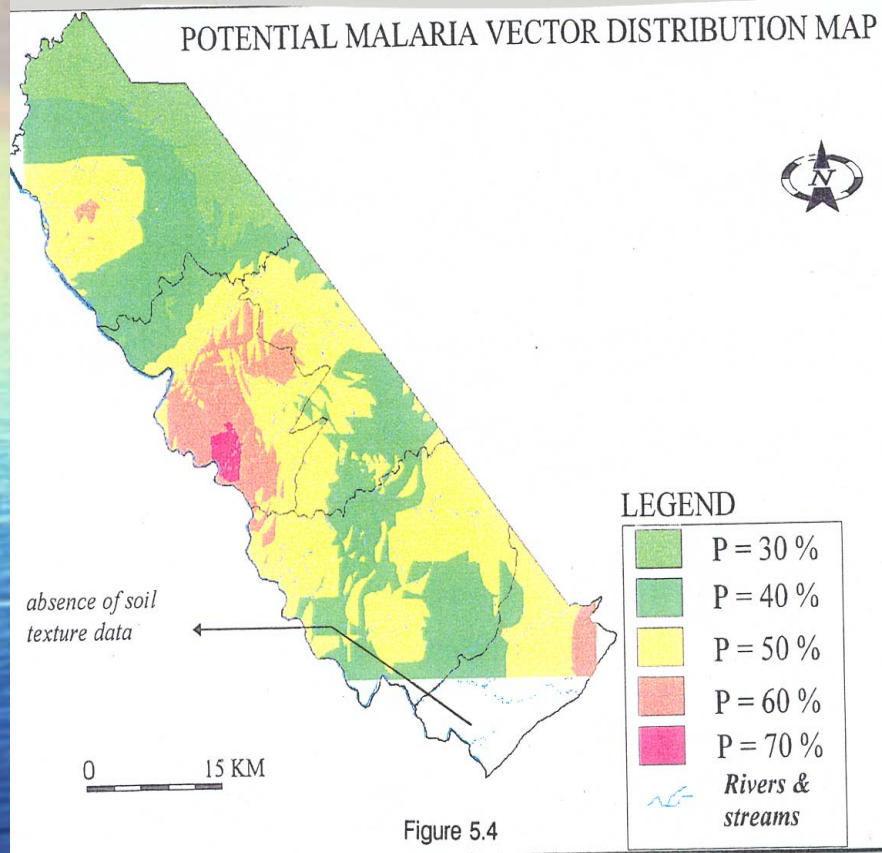 POTENTIAL MALARIA VECTOR DISTRIBUTION MAP
N
absence of soil
texture data
LEGEND
P = 30 %
P = 40 %
P = 50 %
P = 60 %
P = 70 %
Rivers &
streams
0 15 KM
Figure 5.4